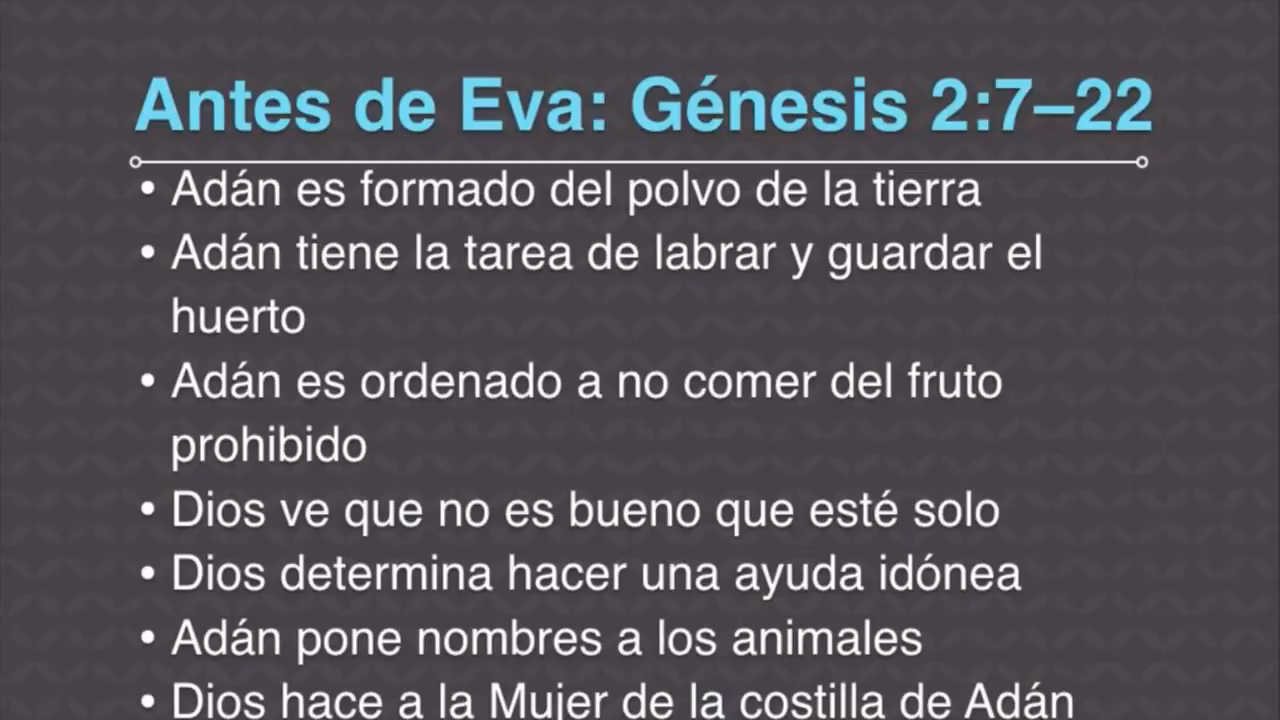 Antes de Eva: Génesis 2:7–22
• Adán es formado del polvo de la tierra
• Adán tiene la tarea de labrar y guardar el
huerto
• Adán es ordenado a no comer del fruto
prohibido
• Dios ve que no es bueno que esté solo
• Dios determina hacer una ayuda idónea
• Adán pone nombres a los animales
• Dios hace a la Mujer de la costilla de Adán